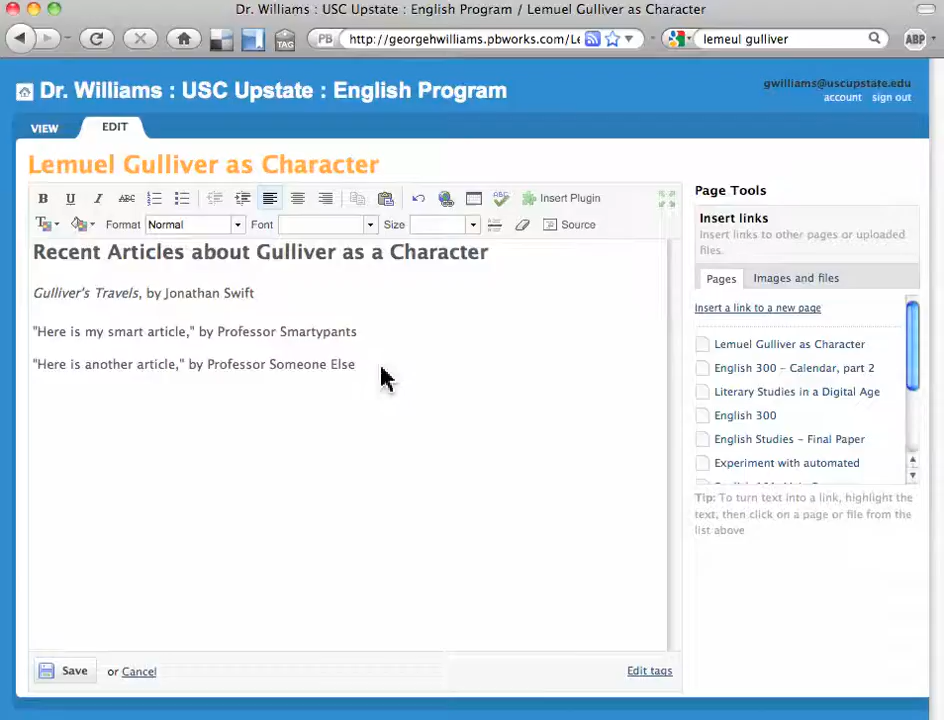 Dr. Williams : USC Upstate : English Program / Lemuel Gulliver as Character
TAG
PB
http://georgehwilliams.pbworks.com/Le
lemeul gulliver
ABP
Dr. Williams : USC Upstate : English Program
gwilliams@uscupstate.edu
account
sign out
VIEW
EDIT
Lemuel Gulliver as Character
B U I ABC
Insert Plugin
T
Format
Normal
Font
Size
Source
Recent Articles about Gulliver as a Character
Gulliver's Travels, by Jonathan Swift
"Here is my smart article," by Professor Smartypants
"Here is another article," by Professor Someone Else
Save
or Cancel
Edit tags
Page Tools
Insert links
Insert links to other pages or uploaded
files.
Pages
Images and files
Insert a link to a new page
Lemuel Gulliver as Character
English 300 - Calendar, part 2
Literary Studies in a Digital Age
English 300
English Studies - Final Paper
Experiment with automated
Tip: To turn text into a link, highlight the
text, then click on a page or file from the
list above